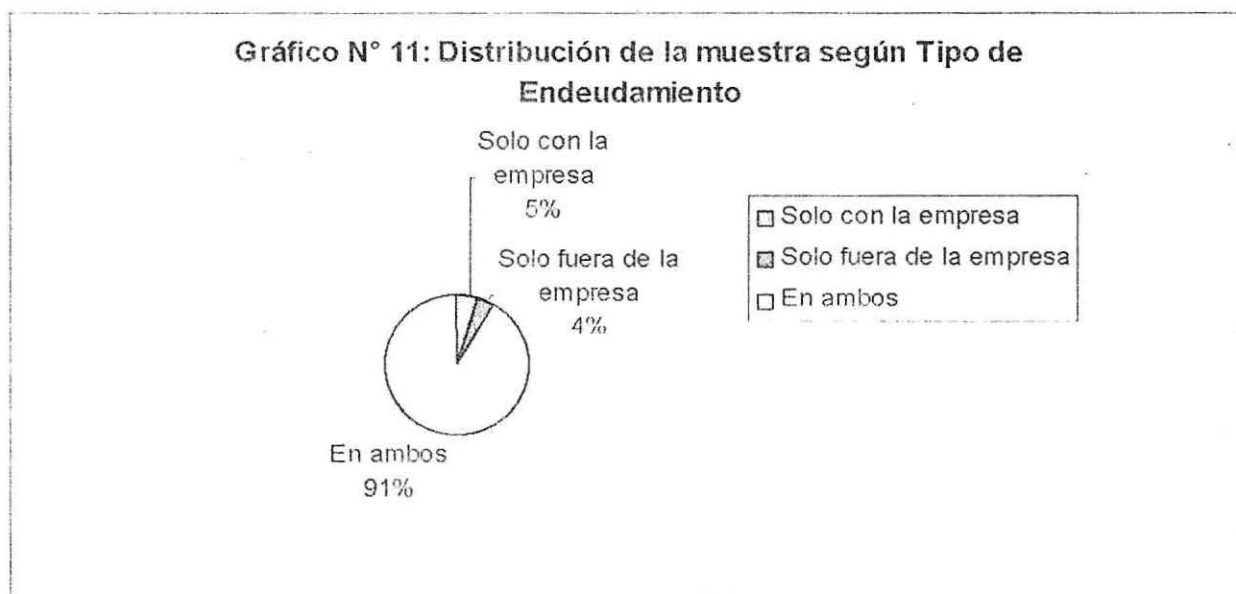 Gráfico N° 11: Distribución de la muestra según Tipo de
Endeudamiento
Solo con la
empresa
5%
Solo fuera de la
empresa
4%
En ambos
91%
Solo con la empresa
Solo fuera de la empresa
En ambos